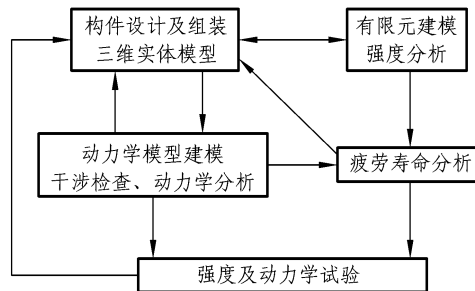 构件设计及组装
三维实体模型
有限元建模
强度分析
动力学模型建模
干涉检查、动力学分析
疲劳寿命分析
强度及动力学试验